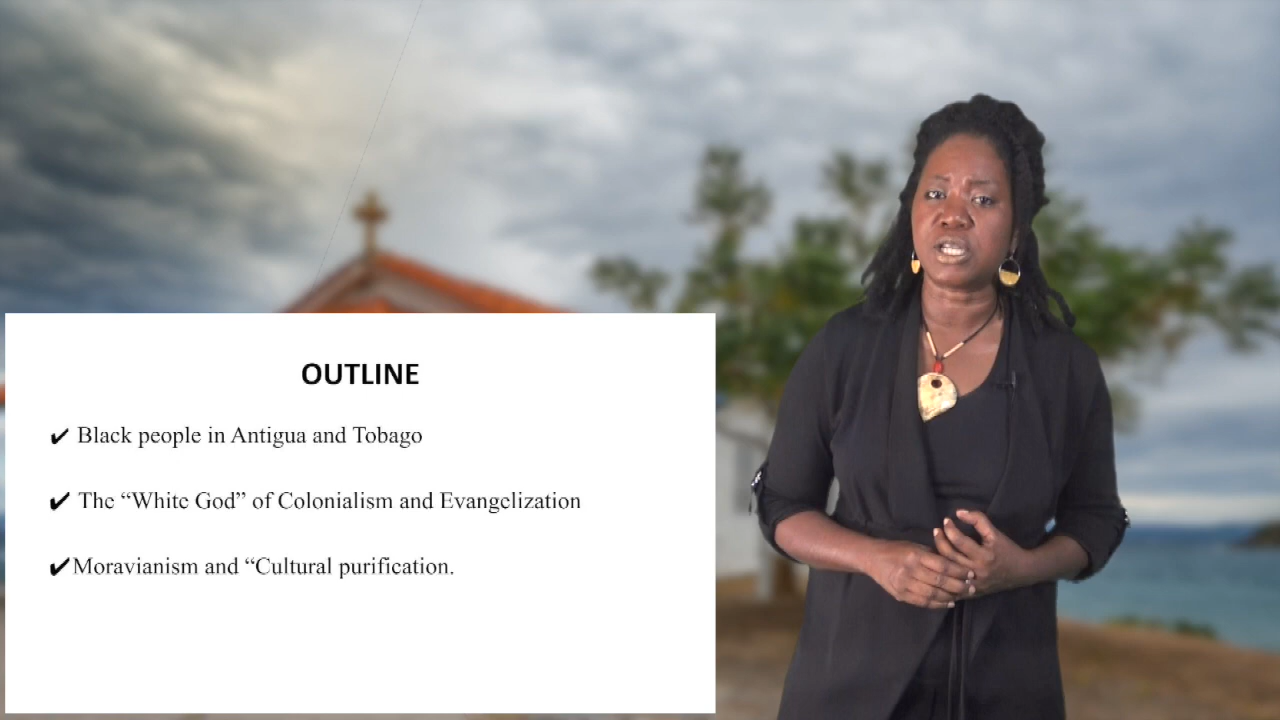 OUTLINE
✔ Black people in Antigua and Tobago
✔ The “White God” of Colonialism and Evangelization
✔Moravianism and “Cultural purification.